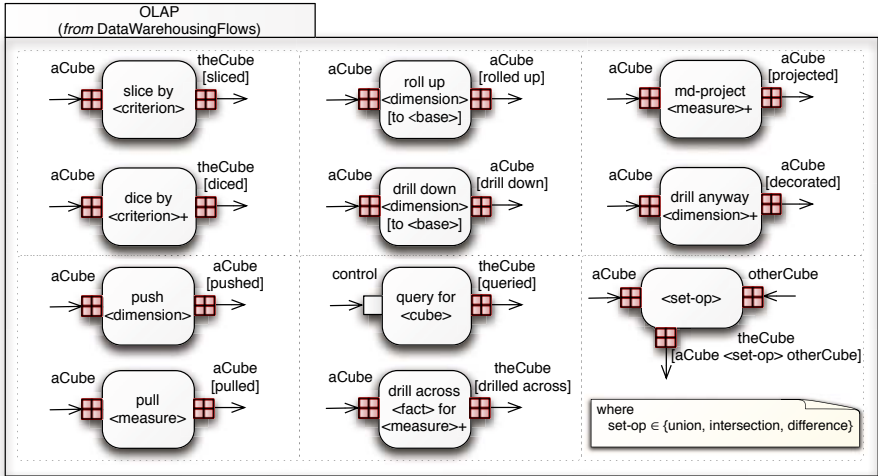 OLAP
(from DataWarehousingFlows)
aCube
slice by
<criterion>
theCube
[sliced]
aCube
roll up
<dimension>
[to <base>]
aCube
[rolled up]
aCube
md-project
<measure>+
aCube
[projected]
aCube
dice by
<criterion>+
theCube
[diced]
aCube
drill down
<dimension>
[to <base>]
aCube
[drill down]
aCube
drill anyway
<dimension>+
aCube
[decorated]
aCube
push
<dimension>
aCube
[pushed]
control
query for
<cube>
theCube
[queried]
aCube
<set-op>
otherCube
theCube
[aCube <set-op> otherCube]
aCube
pull
<measure>
aCube
[pulled]
aCube
drill across
<fact> for
<measure>+
theCube
[drilled across]
where
set-op ∈ {union, intersection, difference}